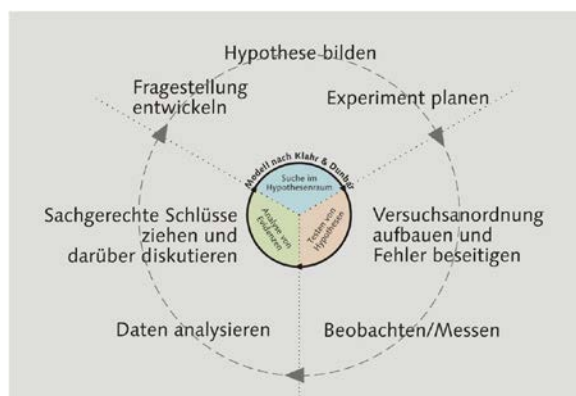 Hypothese bilden
Fragestellung
entwickeln
Experiment planen
Modell nach Klahr & Dunbar
Suche im
Hypothesenraum
Analyse von
Evidenzen
Testen von
Hypothesen
Sachgerechte Schlüsse
ziehen und
darüber diskutieren
Versuchsanordnung
aufbauen und
Fehler beseitigen
Daten analysieren
Beobachten/Messen